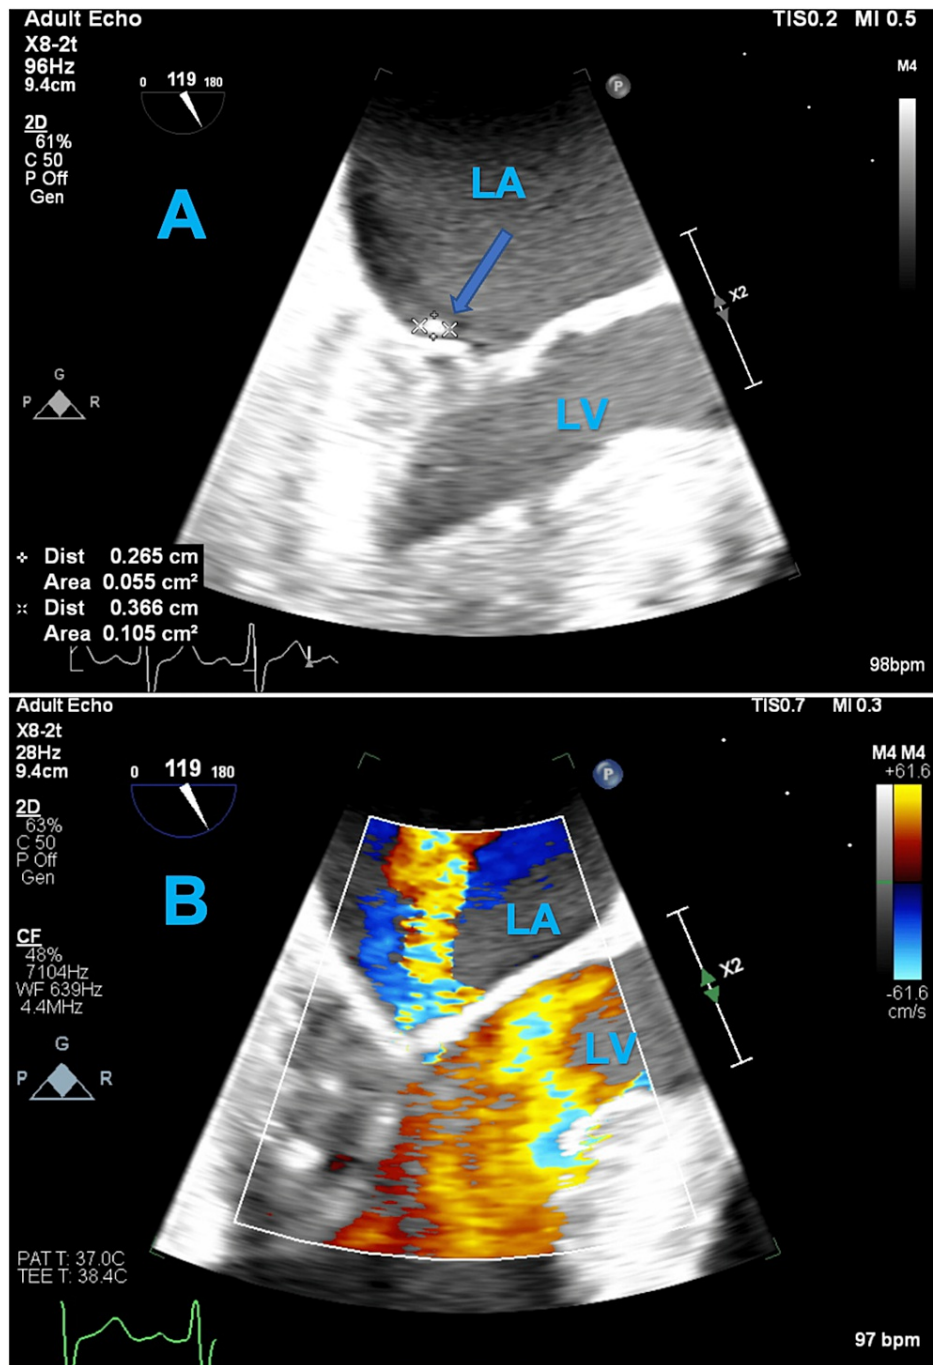 Adult Echo
TIS0.2 MI 0.5
X8-2t
96Hz
9.4cm
0 119 180
P
M4
2D
61%
C 50
P Off
Gen
A
LA
X2
G
P R
LV
Dist 0.265 cm
Area 0.055 cm²
Dist 0.366 cm
Area 0.105 cm²
98bpm
Adult Echo
TIS0.7 MI 0.3
X8-2t
28Hz
9.4cm
0 119 180
P
M4 M4
+61.6
2D
63%
C 50
P Off
Gen
B
LA
CF
48%
7104Hz
WF 639Hz
4.4MHz
X2
-61.6
cm/s
LV
G
P R
PAT T: 37.0C
TEE T: 38.4C
97 bpm